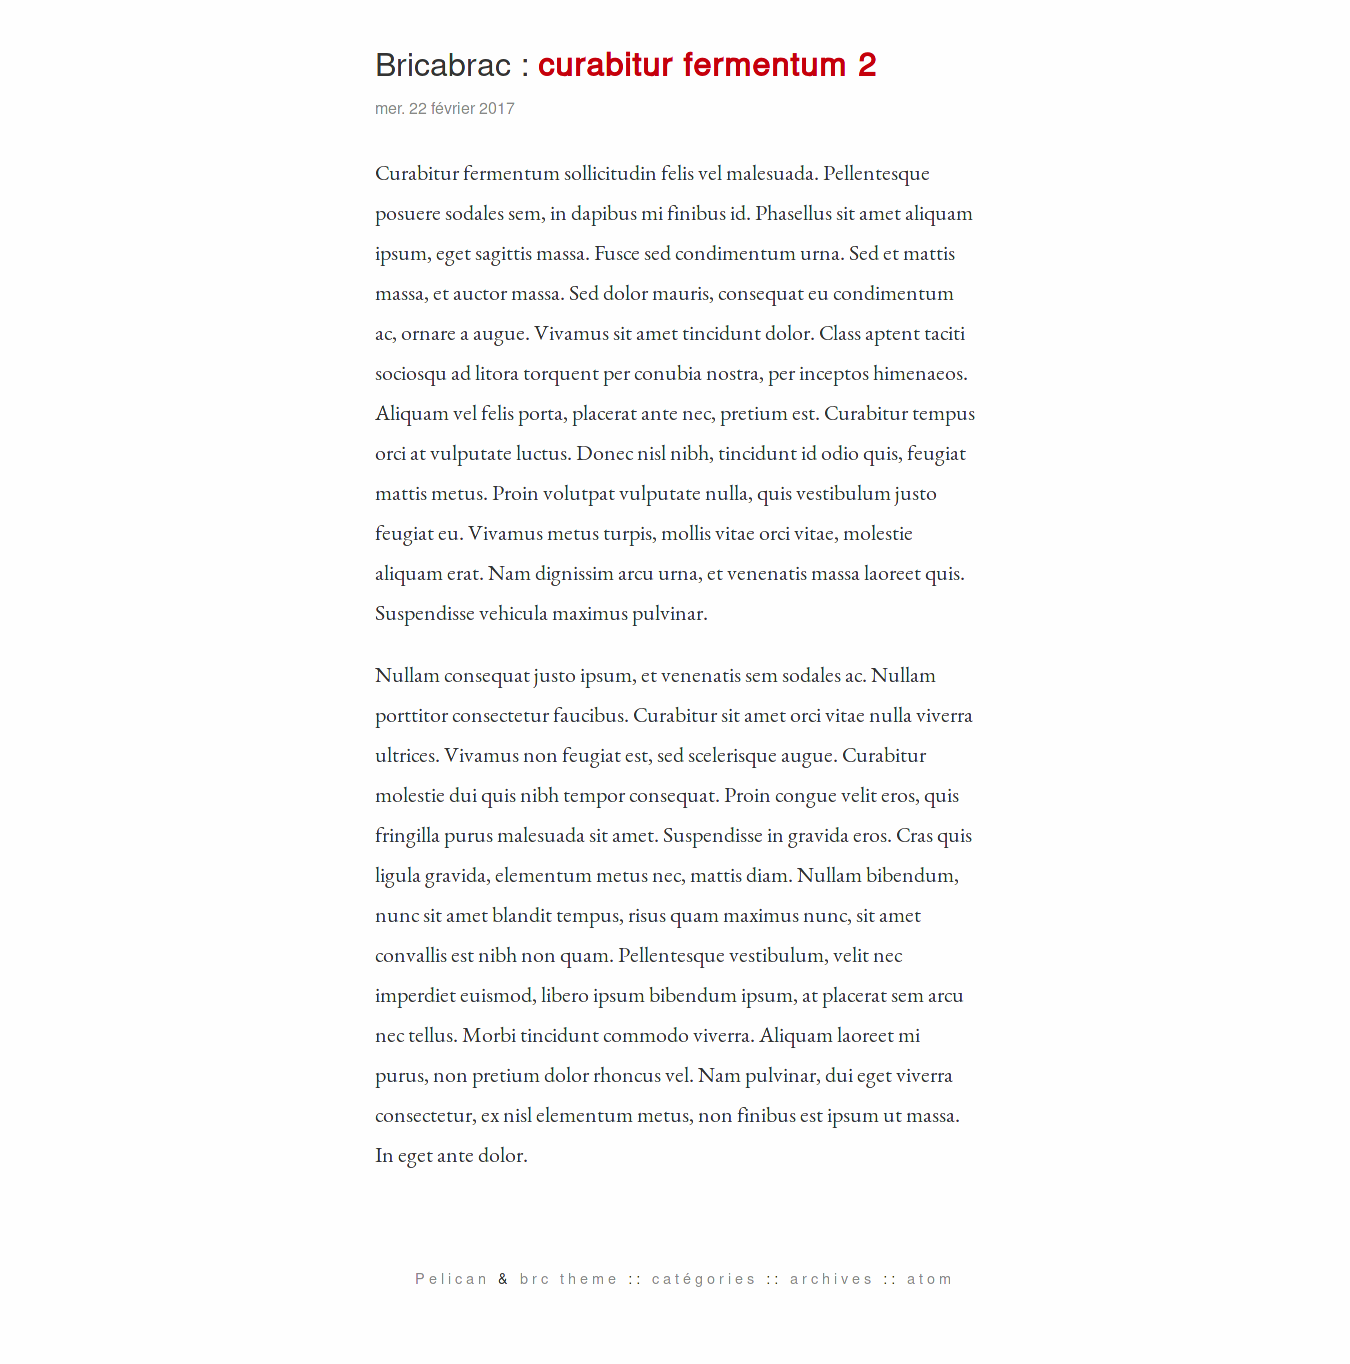 Bricabrac : curabitur fermentum 2
mer. 22 février 2017
Curabitur fermentum sollicitudin felis vel malesuada. Pellentesque
posuere sodales sem, in dapibus mi finibus id. Phasellus sit amet aliquam
ipsum, eget sagittis massa. Fusce sed condimentum urna. Sed et mattis
massa, et auctor massa. Sed dolor mauris, consequat eu condimentum
ac, ornare a augue. Vivamus sit amet tincidunt dolor. Class aptent taciti
sociosqu ad litora torquent per conubia nostra, per inceptos himenaeos.
Aliquam vel felis porta, placerat ante nec, pretium est. Curabitur tempus
orci at vulputate luctus. Donec nisl nibh, tincidunt id odio quis, feugiat
mattis metus. Proin volutpat vulputate nulla, quis vestibulum justo
feugiat eu. Vivamus metus turpis, mollis vitae orci vitae, molestie
aliquam erat. Nam dignissim arcu urna, et venenatis massa laoreet quis.
Suspendisse vehicula maximus pulvinar.
Nullam consequat justo ipsum, et venenatis sem sodales ac. Nullam
porttitor consectetur faucibus. Curabitur sit amet orci vitae nulla viverra
ultrices. Vivamus non feugiat est, sed scelerisque augue. Curabitur
molestie dui quis nibh tempor consequat. Proin congue velit eros, quis
fringilla purus malesuada sit amet. Suspendisse in gravida eros. Cras quis
ligula gravida, elementum metus nec, mattis diam. Nullam bibendum,
nunc sit amet blandit tempus, risus quam maximus nunc, sit amet
convallis est nibh non quam. Pellentesque vestibulum, velit nec
imperdiet euismod, libero ipsum bibendum ipsum, at placerat sem arcu
nec tellus. Morbi tincidunt commodo viverra. Aliquam laoreet mi
purus, non pretium dolor rhoncus vel. Nam pulvinar, dui eget viverra
consectetur, ex nisl elementum metus, non finibus est ipsum ut massa.
In eget ante dolor.
Pelican & brc theme :: catégories :: archives :: atom